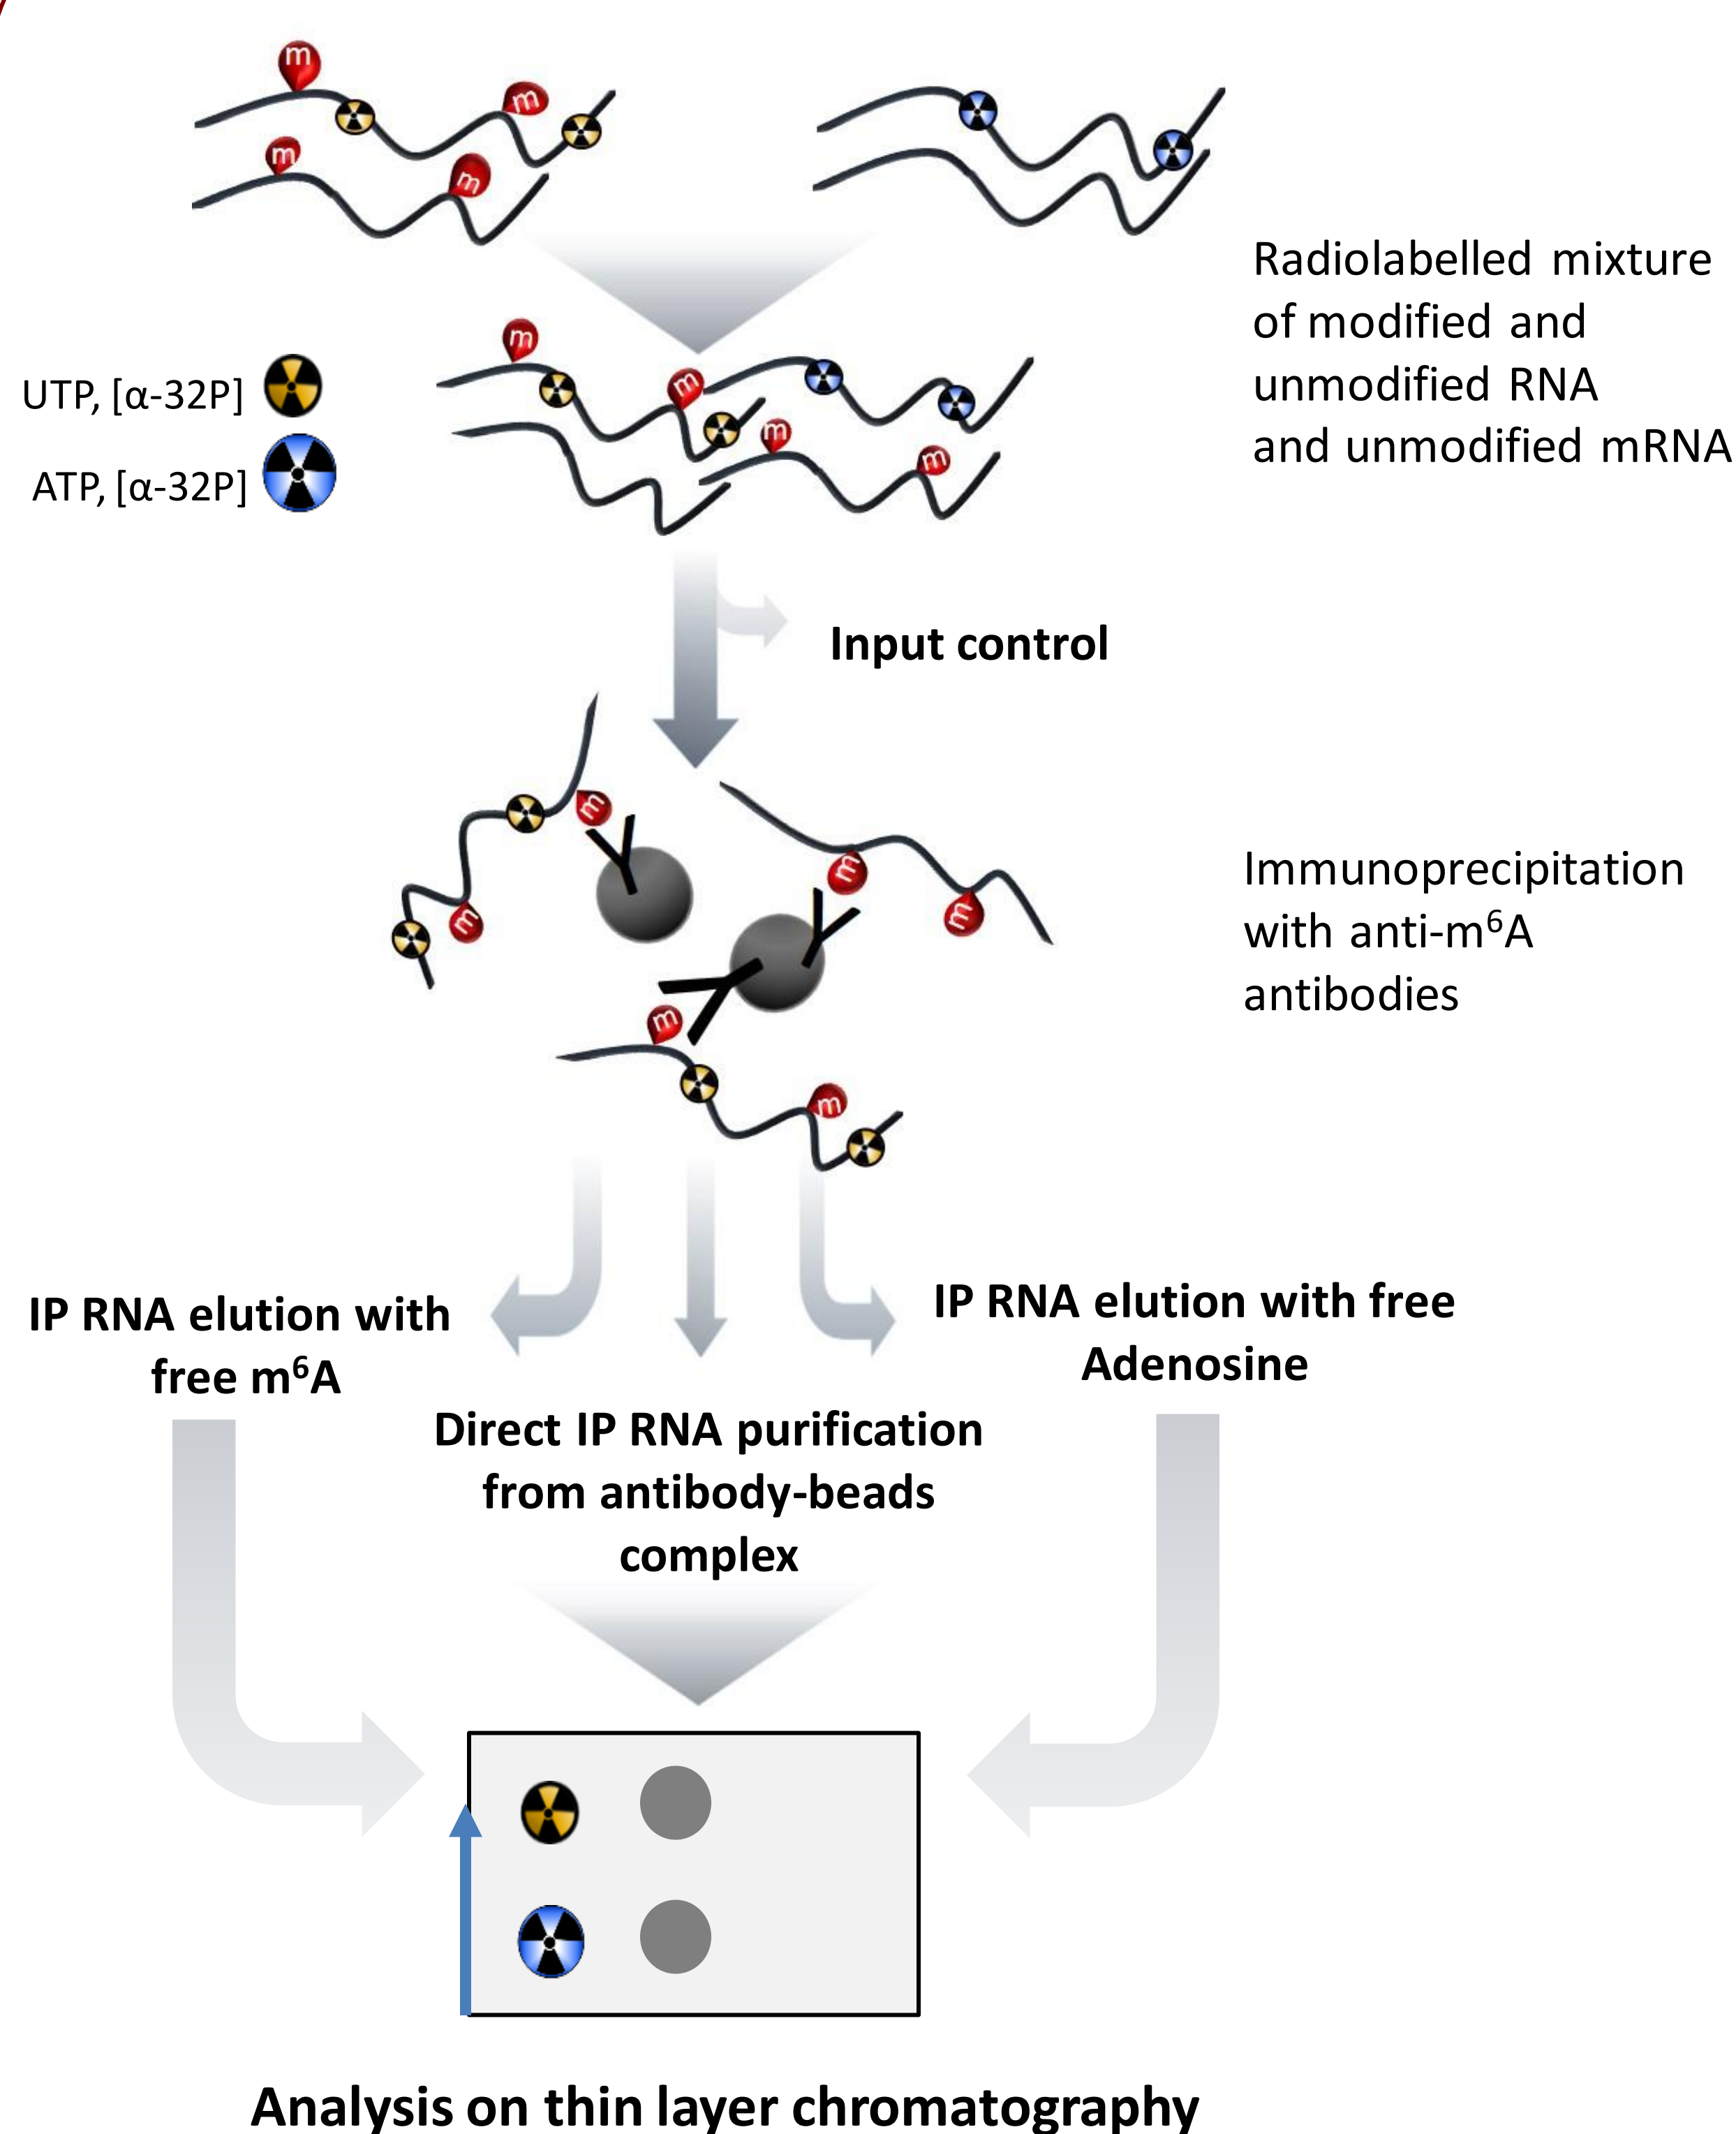 m
m
m
m
Radiolabelled mixture
of modified and
unmodified RNA
and unmodified mRNA
m
m
m
m
UTP, [α-32P]
ATP, [α-32P]
Input control
m
m
m
m
Immunoprecipitation
with anti-m⁶A
antibodies
m
m
IP RNA elution with
free m⁶A
IP RNA elution with free
Adenosine
Direct IP RNA purification
from antibody-beads
complex
Analysis on thin layer chromatography